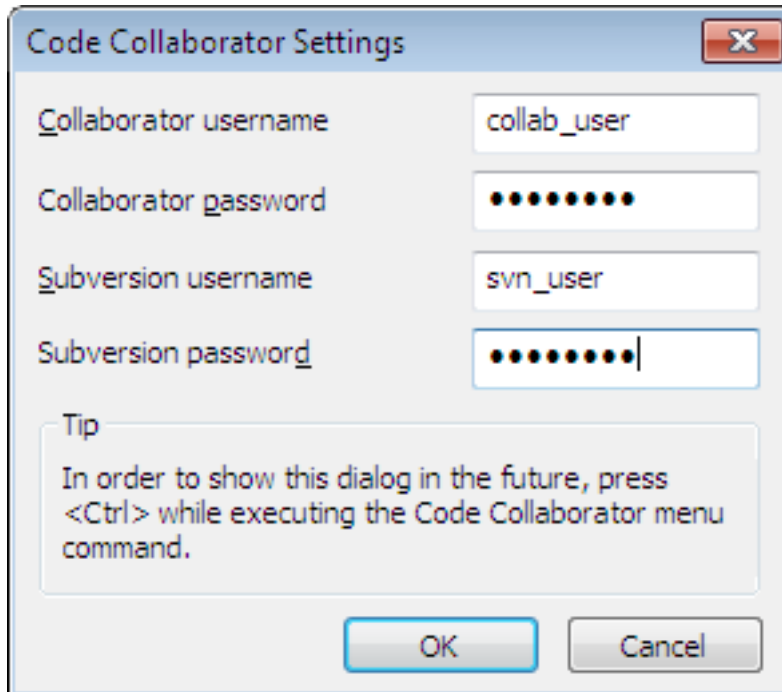 Code Collaborator Settings
Collaborator username
collab_user
Collaborator password
●●●●●●●●
Subversion username
svn_user
Subversion password
●●●●●●●●
Tip
In order to show this dialog in the future, press
<Ctrl> while executing the Code Collaborator menu
command.
OK
Cancel